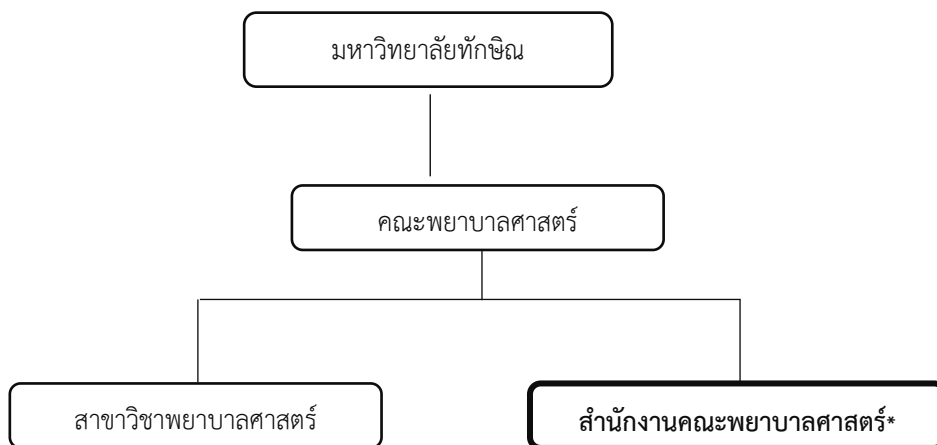 มหาวิทยาลัยทักษิณ
คณะพยาบาลศาสตร์
สาขาวิชาพยาบาลศาสตร์
สำนักงานคณะพยาบาลศาสตร์*